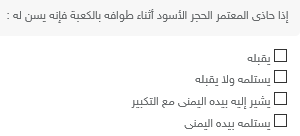 إذا حاذى المعتمر الحجر الأسود أثناء طوافه بالكعبة فإنه يسن له :
يقبله
يستلمه ولا يقبله
يشير إليه بيده اليمنى مع التكبير
يستلمه بيده اليمنى